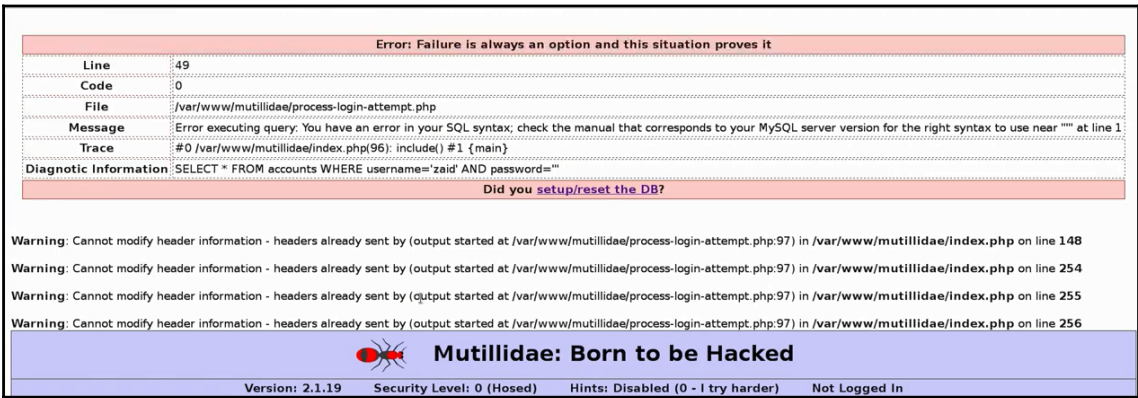 Error: Failure is always an option and this situation proves it
Line 49
Code 0
File /var/www/mutillidae/process-login-attempt.php
Message Error executing query: You have an error in your SQL syntax; check the manual that corresponds to your MySQL server version for the right syntax to use near ''''' at line 1
Trace #0 /var/www/mutillidae/index.php(96): include() #1 {main}
Diagnostic Information SELECT * FROM accounts WHERE username='zaid' AND password='''
Did you setup/reset the DB?
Warning: Cannot modify header information - headers already sent by (output started at /var/www/mutillidae/process-login-attempt.php:97) in /var/www/mutillidae/index.php on line 148
Warning: Cannot modify header information - headers already sent by (output started at /var/www/mutillidae/process-login-attempt.php:97) in /var/www/mutillidae/index.php on line 254
Warning: Cannot modify header information - headers already sent by (output started at /var/www/mutillidae/process-login-attempt.php:97) in /var/www/mutillidae/index.php on line 255
Warning: Cannot modify header information - headers already sent by (output started at /var/www/mutillidae/process-login-attempt.php:97) in /var/www/mutillidae/index.php on line 256
Mutillidae: Born to be Hacked
Version: 2.1.19 Security Level: 0 (Hosed) Hints: Disabled (0 - I try harder) Not Logged In